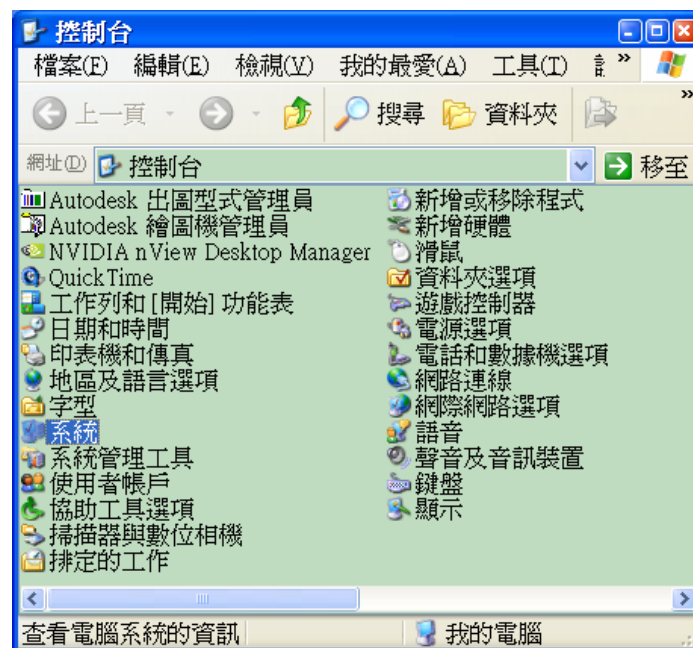 控制台
檔案(F) 編輯(E) 檢視(V) 我的最愛(A) 工具(T) »
上一頁 搜尋 資料夾 »
網址(D) 控制台 移至
Autodesk 出圖型式管理員
Autodesk 繪圖機管理員
NVIDIA nView Desktop Manager
QuickTime
工作列和 [開始] 功能表
日期和時間
印表機和傳真
地區及語言選項
字型
系統
系統管理工具
使用者帳戶
協助工具選項
掃描器與數位相機
排定的工作
新增或移除程式
新增硬體
滑鼠
資料夾選項
遊戲控制器
電源選項
電話和數據機選項
網路連線
網際網路選項
語音
聲音及音訊裝置
鍵盤
顯示
查看電腦系統的資訊 我的電腦